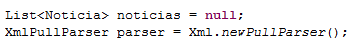 List<Noticia> noticias = null;
XmlPullParser parser = Xml.newPullParser();